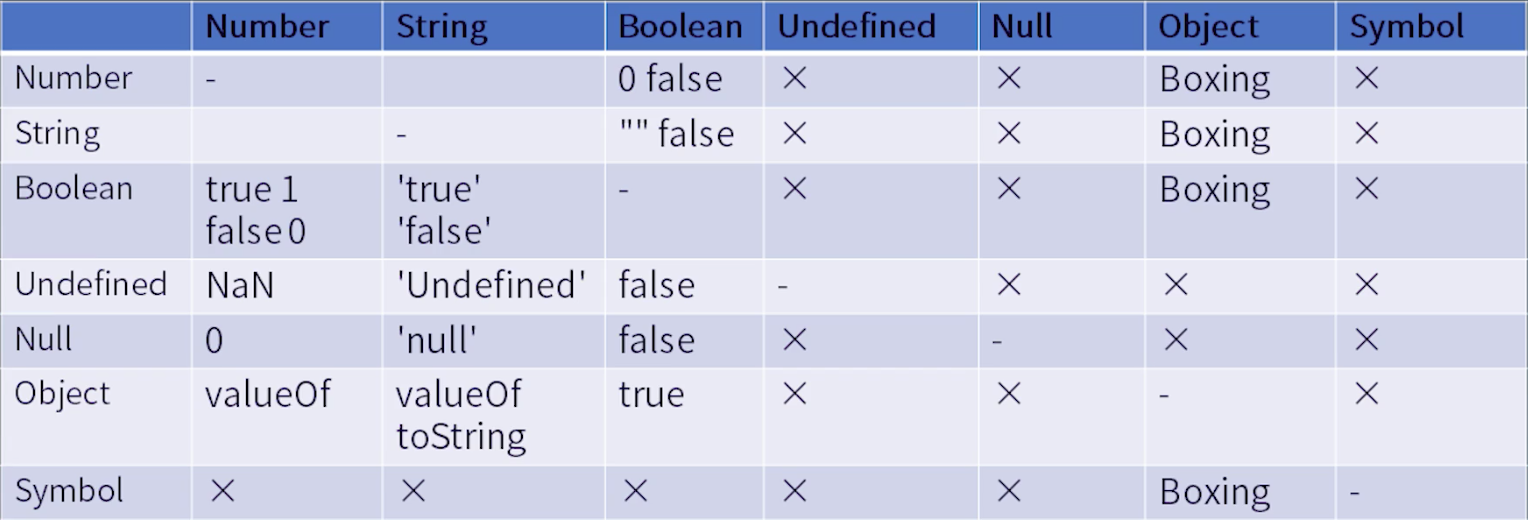 Number String Boolean Undefined Null Object Symbol
Number - 0 false × × Boxing ×
String - "" false × × Boxing ×
Boolean true 1 'true' - × × Boxing ×
false 0 'false'
Undefined NaN 'Undefined' false - × × ×
Null 0 'null' false × - × ×
Object valueOf valueOf true × × - ×
toString
Symbol × × × × × Boxing -